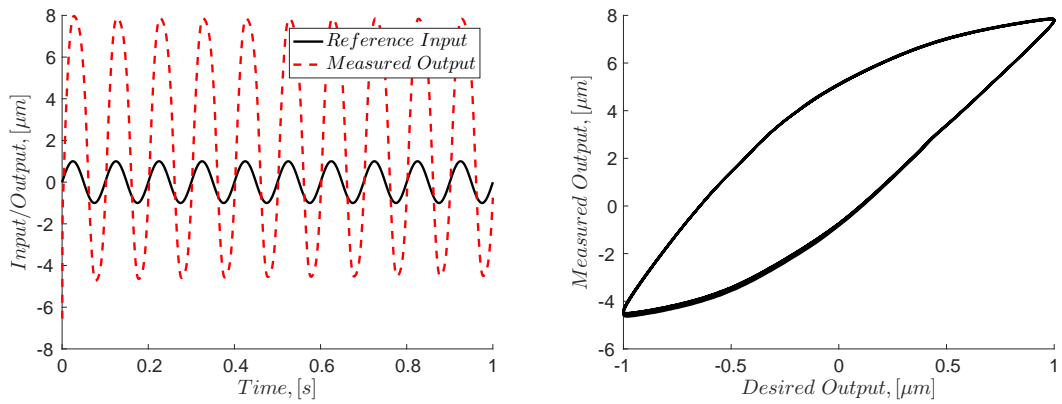 8
6
4
2
0
-2
-4
-6
-8
Input/Output, [μm]
Reference Input
Measured Output
0 0.2 0.4 0.6 0.8 1
Time, [s]
8
6
4
2
0
-2
-4
-6
Measured Output, [μm]
-1 -0.5 0 0.5 1
Desired Output, [μm]